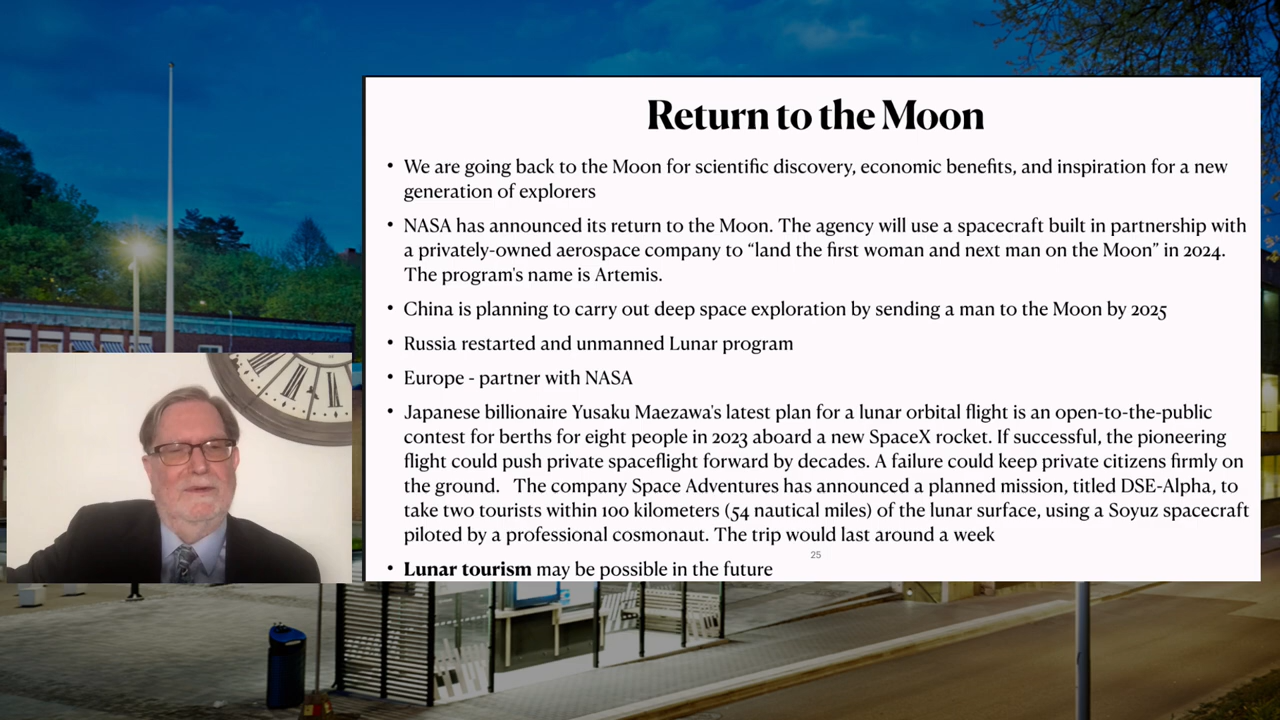 Return to the Moon
• We are going back to the Moon for scientific discovery, economic benefits, and inspiration for a new
generation of explorers
• NASA has announced its return to the Moon. The agency will use a spacecraft built in partnership with
a privately-owned aerospace company to “land the first woman and next man on the Moon” in 2024.
The program's name is Artemis.
• China is planning to carry out deep space exploration by sending a man to the Moon by 2025
• Russia restarted and unmanned Lunar program
• Europe - partner with NASA
• Japanese billionaire Yusaku Maezawa's latest plan for a lunar orbital flight is an open-to-the-public
contest for berths for eight people in 2023 aboard a new SpaceX rocket. If successful, the pioneering
flight could push private spaceflight forward by decades. A failure could keep private citizens firmly on
the ground. The company Space Adventures has announced a planned mission, titled DSE-Alpha, to
take two tourists within 100 kilometers (54 nautical miles) of the lunar surface, using a Soyuz spacecraft
piloted by a professional cosmonaut. The trip would last around a week
25
• Lunar tourism may be possible in the future